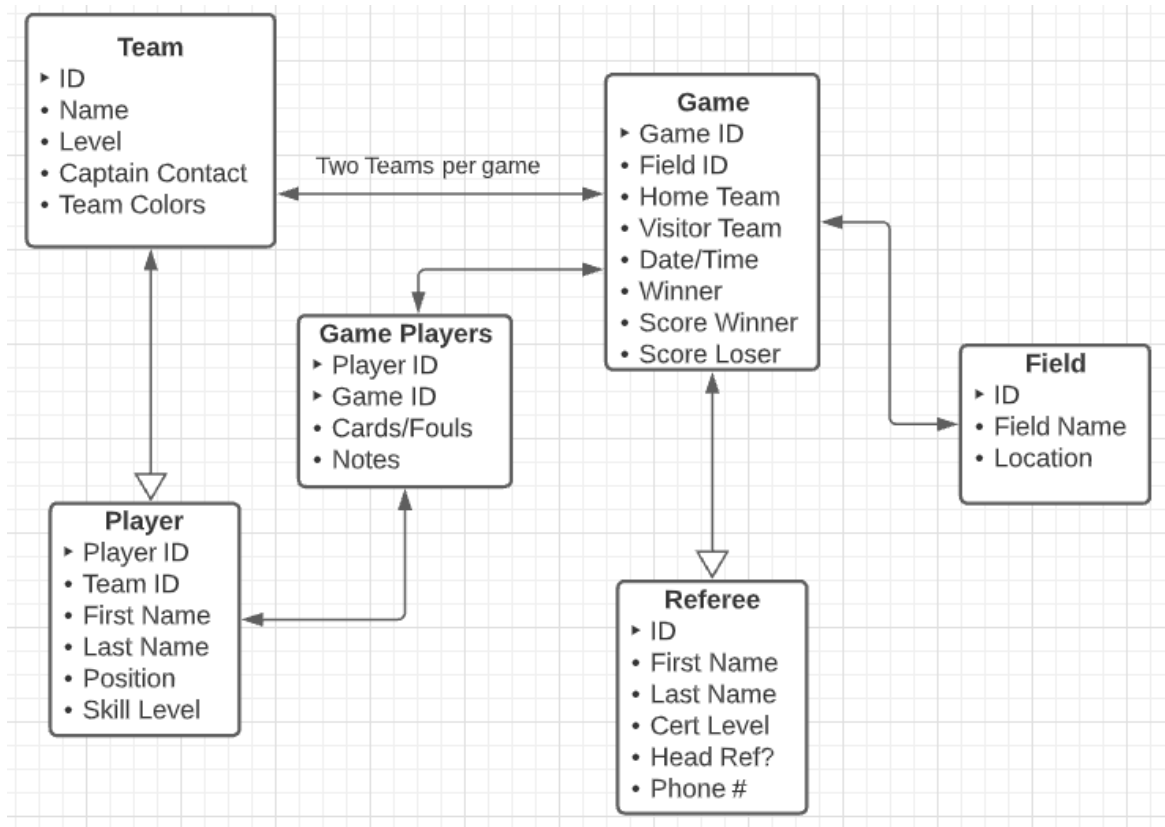 Team
ID
Name
Level
Captain Contact
Team Colors
Two Teams per game
Game
Game ID
Field ID
Home Team
Visitor Team
Date/Time
Winner
Score Winner
Score Loser
Game Players
Player ID
Game ID
Cards/Fouls
Notes
Field
ID
Field Name
Location
Player
Player ID
Team ID
First Name
Last Name
Position
Skill Level
Referee
ID
First Name
Last Name
Cert Level
Head Ref?
Phone #